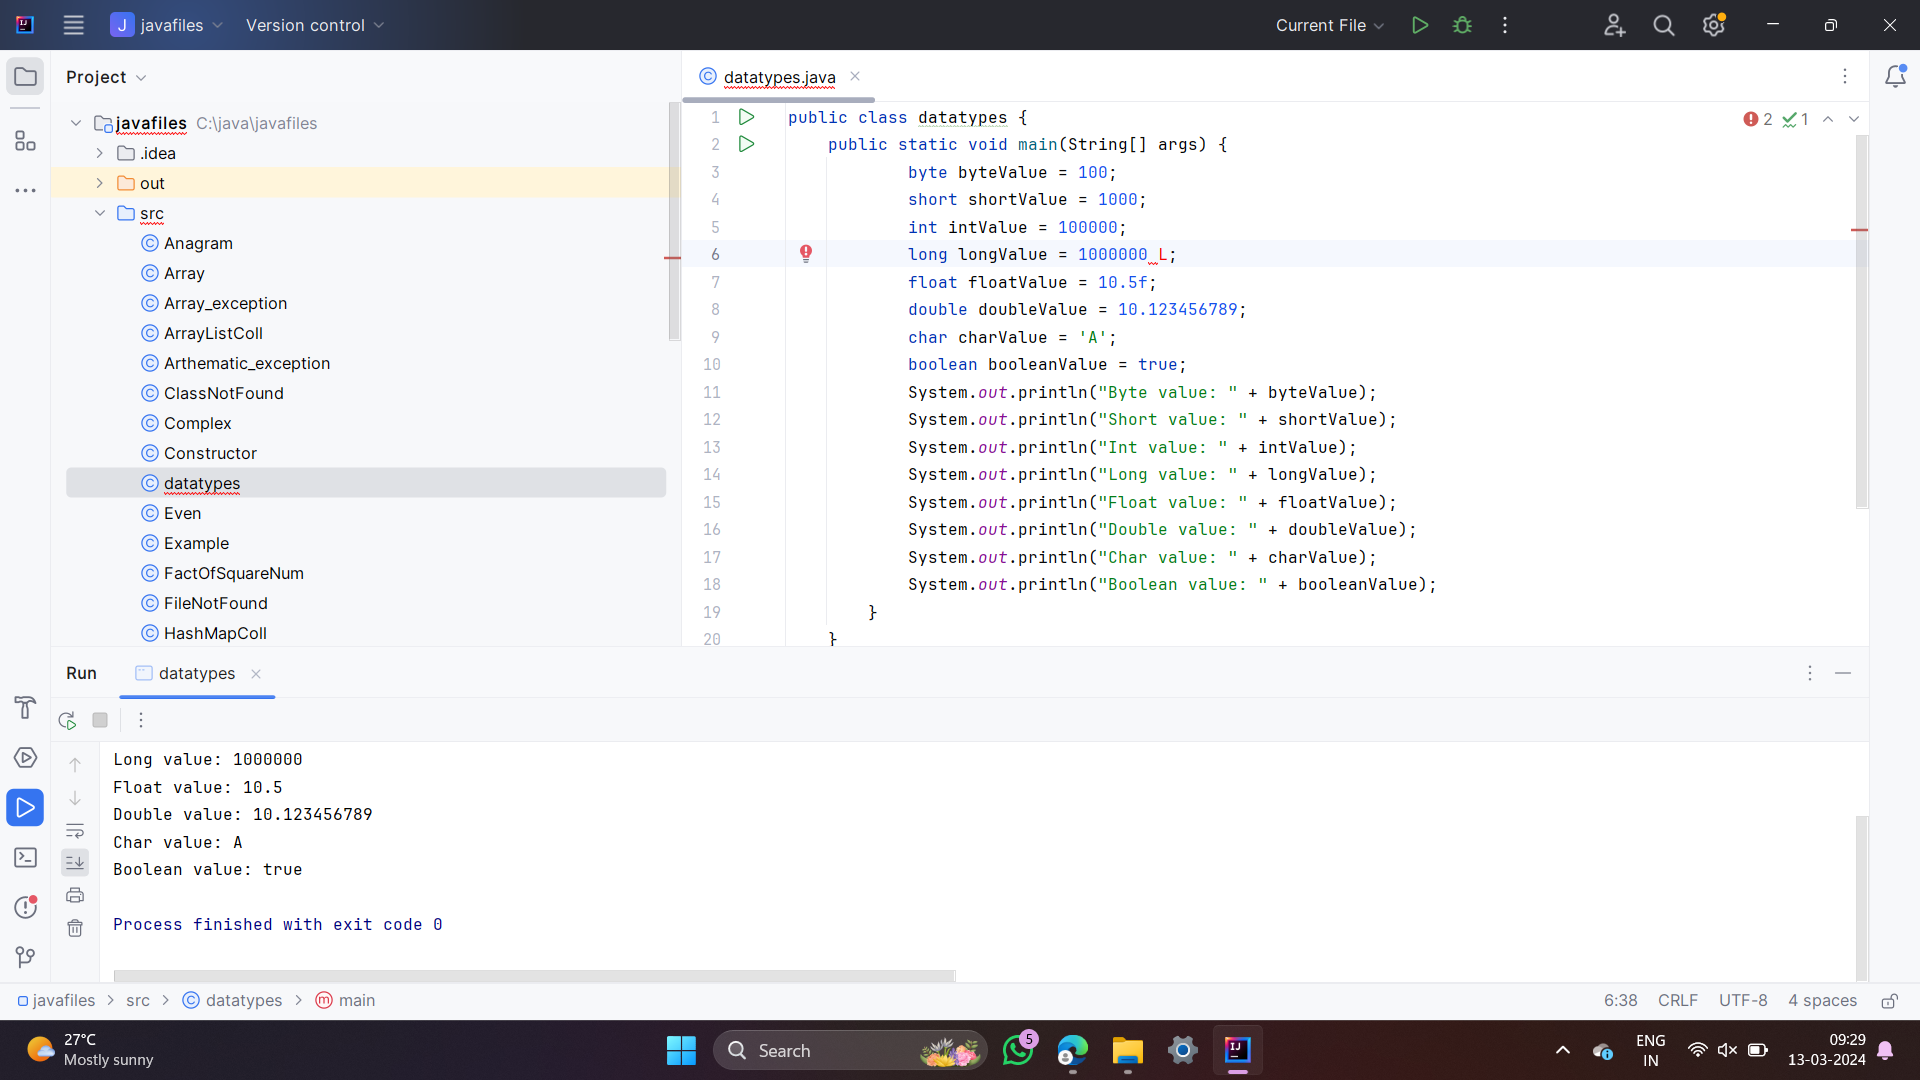 javafiles Version control Current File
Project
datatypes.java
javafiles C:\java\javafiles
.idea
out
src
Anagram
Array
Array_exception
ArrayListColl
Arthematic_exception
ClassNotFound
Complex
Constructor
datatypes
Even
Example
FactOfSquareNum
FileNotFound
HashMapColl
2 1
1 public class datatypes {
2 public static void main(String[] args) {
3 byte byteValue = 100;
4 short shortValue = 1000;
5 int intValue = 100000;
6 long longValue = 1000000 L;
7 float floatValue = 10.5f;
8 double doubleValue = 10.123456789;
9 char charValue = 'A';
10 boolean booleanValue = true;
11 System.out.println("Byte value: " + byteValue);
12 System.out.println("Short value: " + shortValue);
13 System.out.println("Int value: " + intValue);
14 System.out.println("Long value: " + longValue);
15 System.out.println("Float value: " + floatValue);
16 System.out.println("Double value: " + doubleValue);
17 System.out.println("Char value: " + charValue);
18 System.out.println("Boolean value: " + booleanValue);
19 }
20 }
Run datatypes
Long value: 1000000
Float value: 10.5
Double value: 10.123456789
Char value: A
Boolean value: true
Process finished with exit code 0
javafiles > src > datatypes > main
6:38 CRLF UTF-8 4 spaces
27°C
Mostly sunny
Search
5
ENG
IN
09:29
13-03-2024